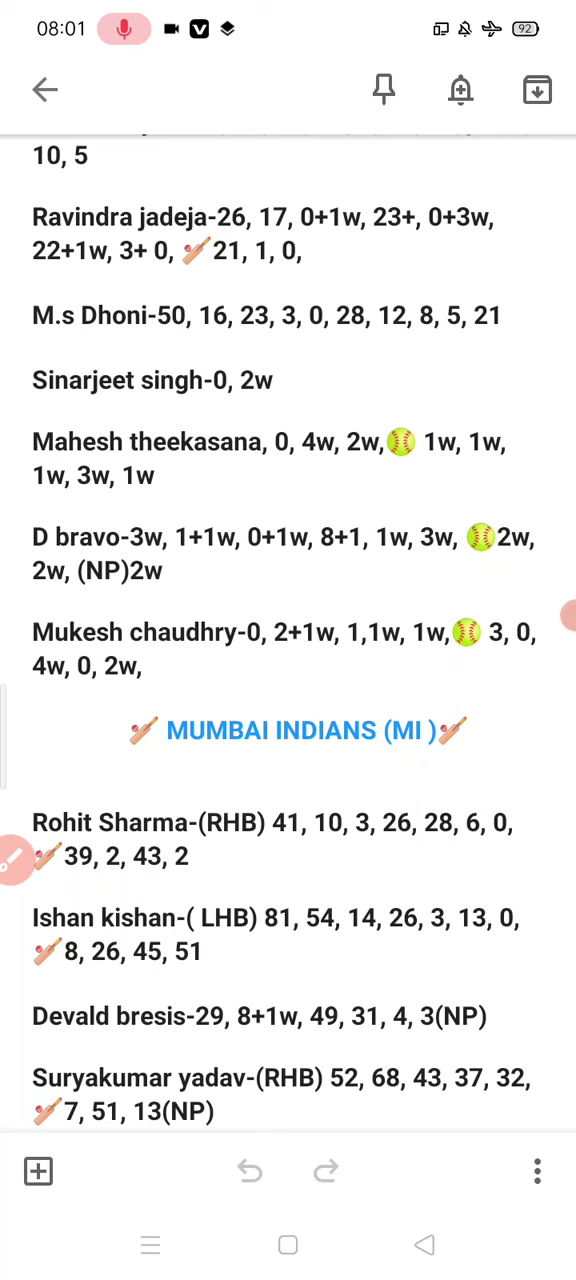 08:01
92
10, 5
Ravindra jadeja-26, 17, 0+1w, 23+, 0+3w,
22+1w, 3+ 0, 🏏21, 1, 0,
M.s Dhoni-50, 16, 23, 3, 0, 28, 12, 8, 5, 21
Sinarjeet singh-0, 2w
Mahesh theekasana, 0, 4w, 2w,🥎 1w, 1w,
1w, 3w, 1w
D bravo-3w, 1+1w, 0+1w, 8+1, 1w, 3w, 🥎2w,
2w, (NP)2w
Mukesh chaudhry-0, 2+1w, 1,1w, 1w,🥎 3, 0,
4w, 0, 2w,
🏏 MUMBAI INDIANS (MI )🏏
Rohit Sharma-(RHB) 41, 10, 3, 26, 28, 6, 0,
🏏39, 2, 43, 2
Ishan kishan-( LHB) 81, 54, 14, 26, 3, 13, 0,
🏏8, 26, 45, 51
Devald bresis-29, 8+1w, 49, 31, 4, 3(NP)
Suryakumar yadav-(RHB) 52, 68, 43, 37, 32,
🏏7, 51, 13(NP)